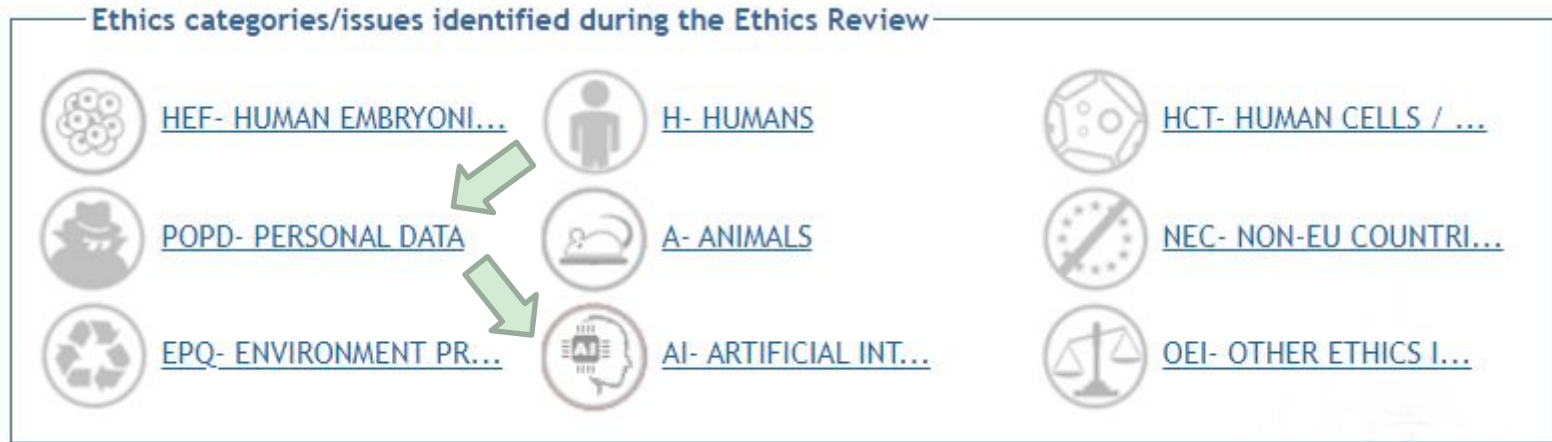 Ethics categories/issues identified during the Ethics Review
HEF- HUMAN EMBRYONI...
H- HUMANS
HCT- HUMAN CELLS / ...
POPD- PERSONAL DATA
A- ANIMALS
NEC- NON-EU COUNTRI...
EPQ- ENVIRONMENT PR...
AI
AI- ARTIFICIAL INT...
OEI- OTHER ETHICS I...